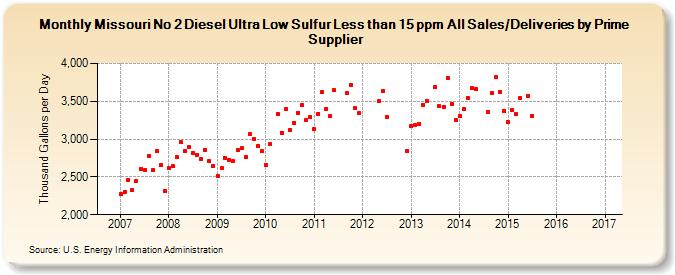 Monthly Missouri No 2 Diesel Ultra Low Sulfur Less than 15 ppm All Sales/Deliveries by Prime
Supplier
Thousand Gallons per Day
4,000
3,500
3,000
2,500
2,000
2007 2008 2009 2010 2011 2012 2013 2014 2015 2016 2017
Source: U.S. Energy Information Administration